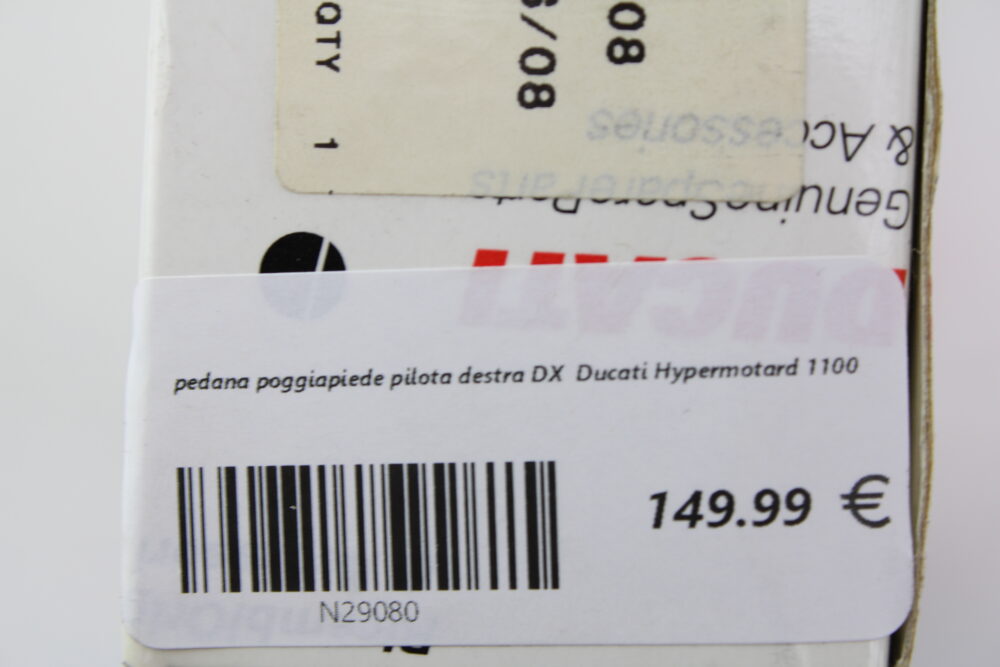 QTY 1
/08
08
& Accessories
GenuineSpareParts
Ducati
pedana poggiapiede pilota destra DX Ducati Hypermotard 1100
149.99 €
N29080